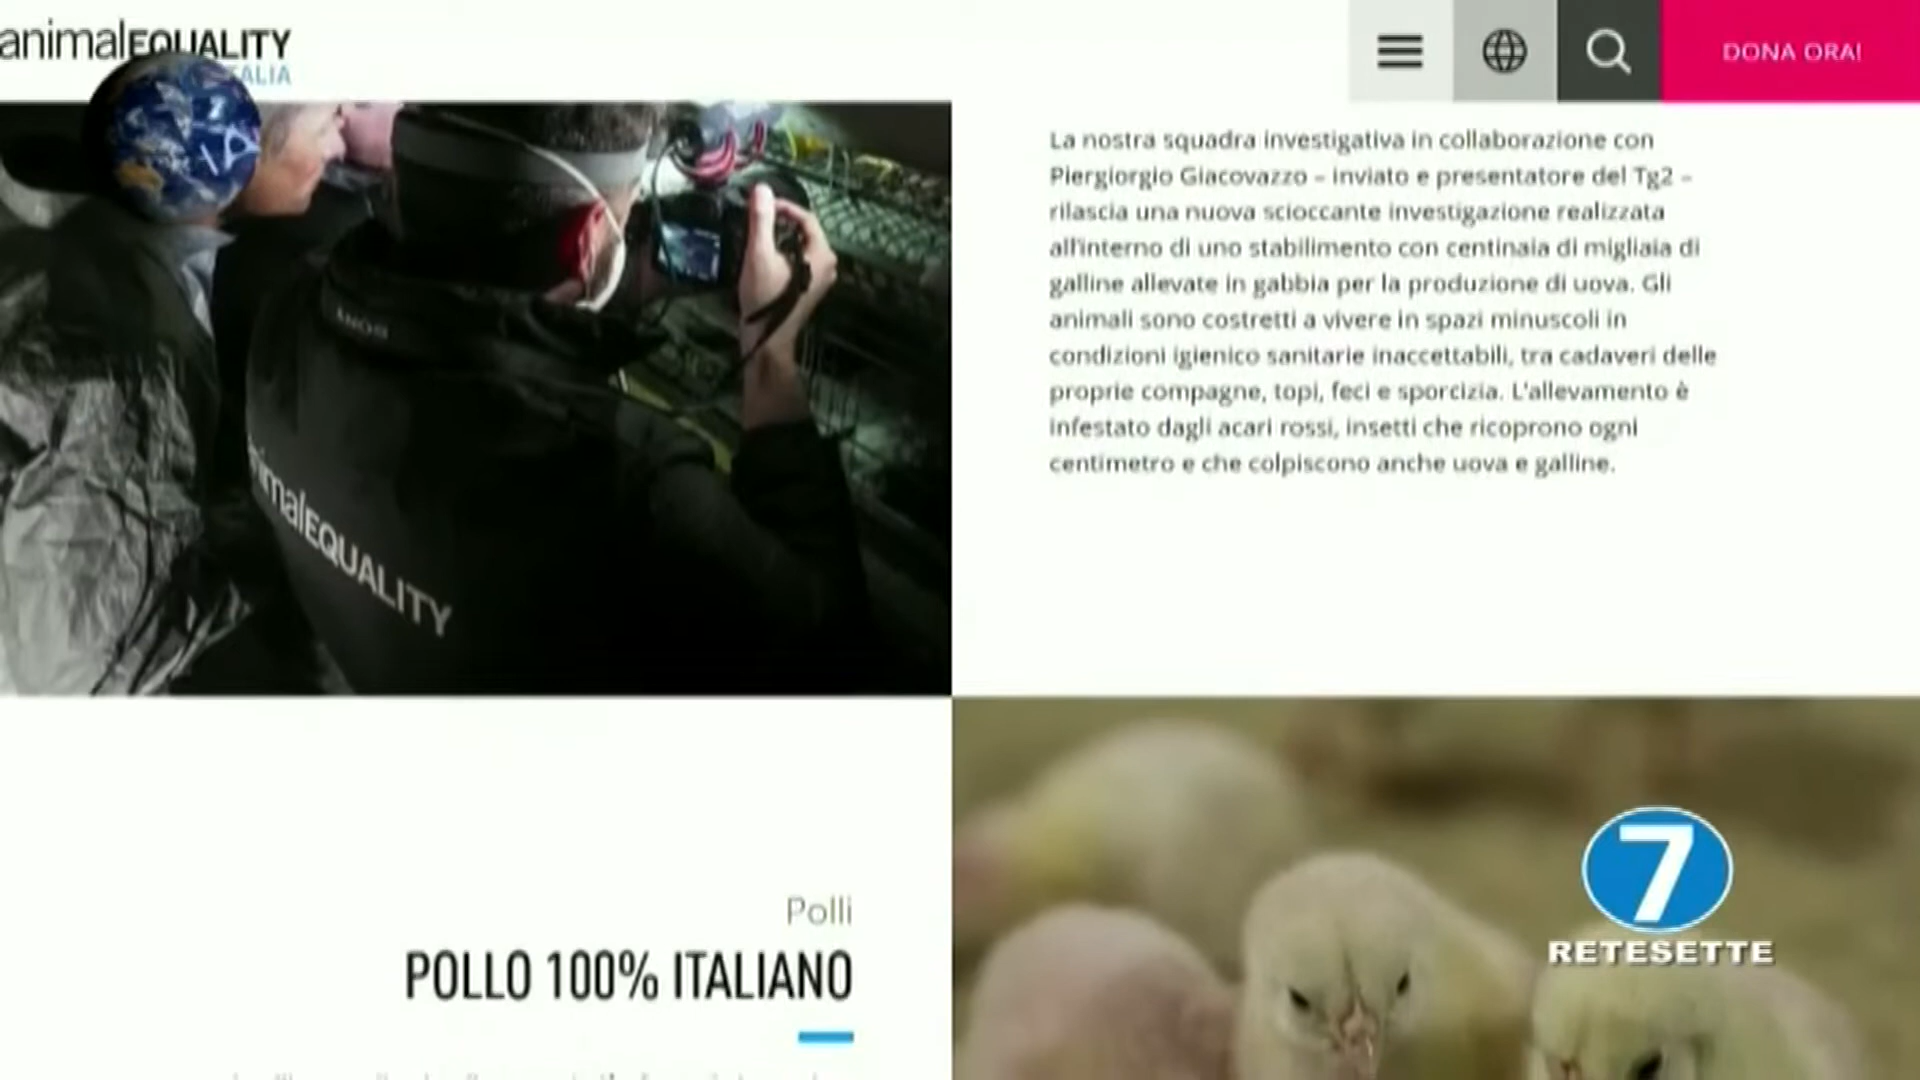 animalEQUALITY
DONA ORA!
La nostra squadra investigativa in collaborazione con
Piergiorgio Giacovazzo – inviato e presentatore del Tg2 –
rilascia una nuova scioccante investigazione realizzata
all'interno di uno stabilimento con centinaia di migliaia di
galline allevate in gabbia per la produzione di uova. Gli
animali sono costretti a vivere in spazi minuscoli in
condizioni igienico sanitarie inaccettabili, tra cadaveri delle
proprie compagne, topi, feci e sporcizia. L'allevamento è
infestato dagli acari rossi, insetti che ricoprono ogni
centimetro e che colpiscono anche uova e galline.
EQUALITY
Polli
POLLO 100% ITALIANO
7
RETESETTE